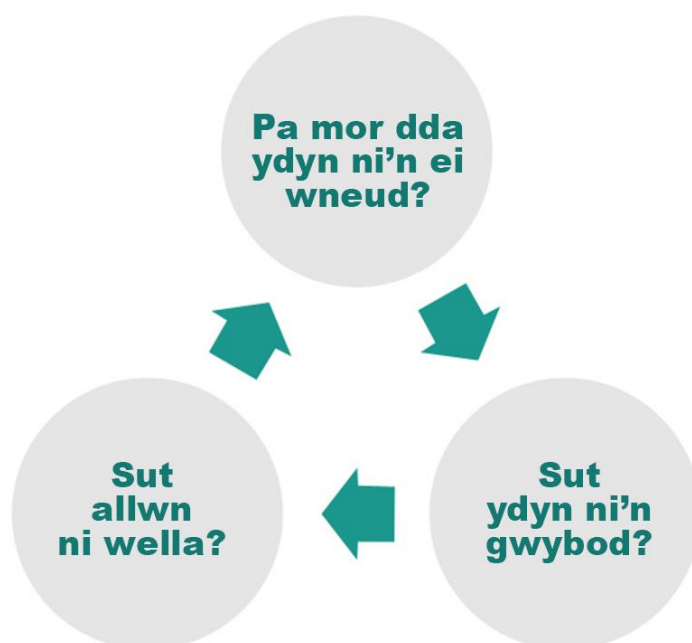 Pa mor dda
ydyn ni’n ei
wneud?
Sut
ydyn ni’n
gwybod?
Sut
allwn
ni wella?